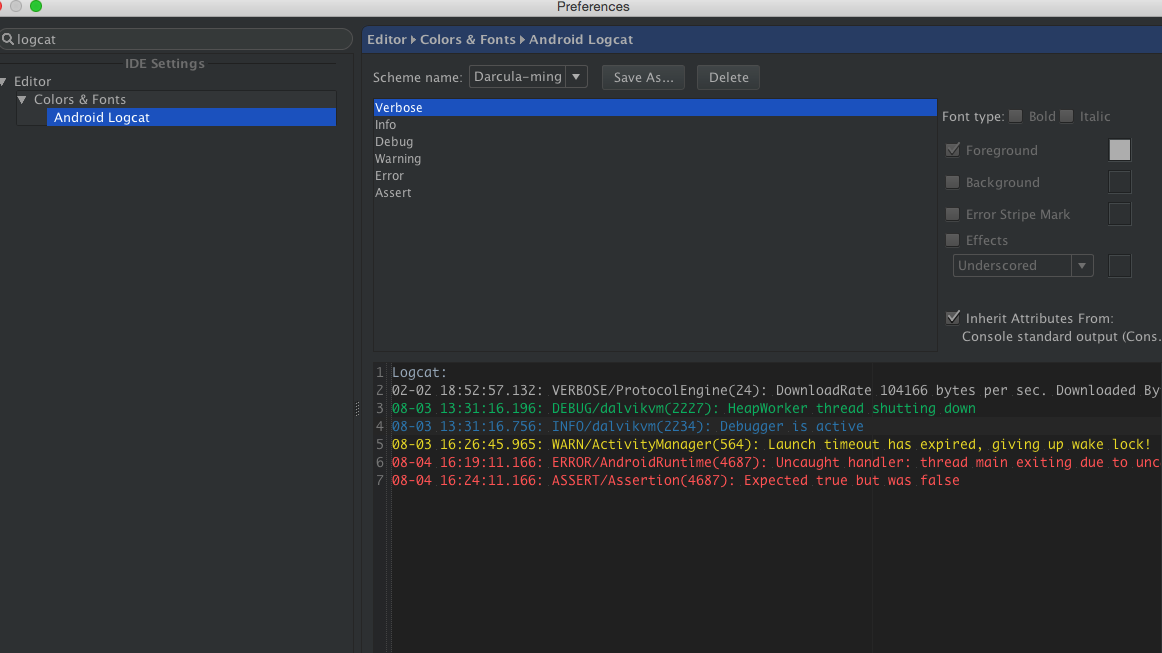 Preferences
logcat
IDE Settings
Editor
Colors & Fonts
Android Logcat
Editor Colors & Fonts Android Logcat
Scheme name: Darcula-ming Save As... Delete
Verbose
Info
Debug
Warning
Error
Assert
Font type: Bold Italic
Foreground
Background
Error Stripe Mark
Effects
Underscored
Inherit Attributes From:
Console standard output (Cons.
1 Logcat:
2 02-02 18:52:57.132: VERBOSE/ProtocolEngine(24): DownloadRate 104166 bytes per sec. Downloaded By
3 08-03 13:31:16.196: DEBUG/dalvikvm(2227): HeapWorker thread shutting down
4 08-03 13:31:16.756: INFO/dalvikvm(2234): Debugger is active
5 08-03 16:26:45.965: WARN/ActivityManager(564): Launch timeout has expired, giving up wake lock!
6 08-04 16:19:11.166: ERROR/AndroidRuntime(4687): Uncaught handler: thread main exiting due to unc
7 08-04 16:24:11.166: ASSERT/Assertion(4687): Expected true but was false